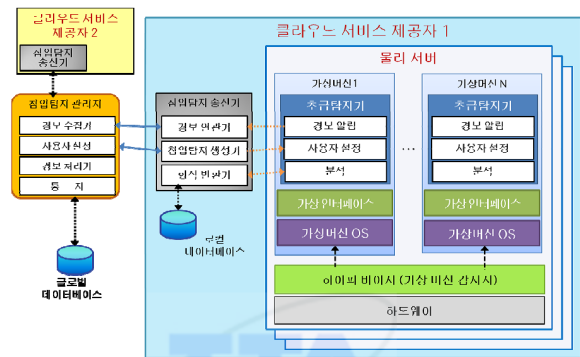 클라우드 서비스
제공자 2
침입탐지
송신기
침입탐지 관리자
경보 수집기
사용자 설정
경보 처리기
통 지
글로벌
데이터베이스
클라우드 서비스 제공자 1
침입탐지 송신기
경보 연관기
침입탐지 생성기
형식 변환기
로컬
데이터베이스
물리 서버
가상머신 1
초급탐지기
경보 알림
사용자 설정
분석
가상 인터페이스
가상머신 OS
...
가상머신 N
초급탐지기
경보 알림
사용자 설정
분석
가상 인터페이스
가상머신 OS
하이퍼 바이저 (가상 머신 감시자)
하드웨어